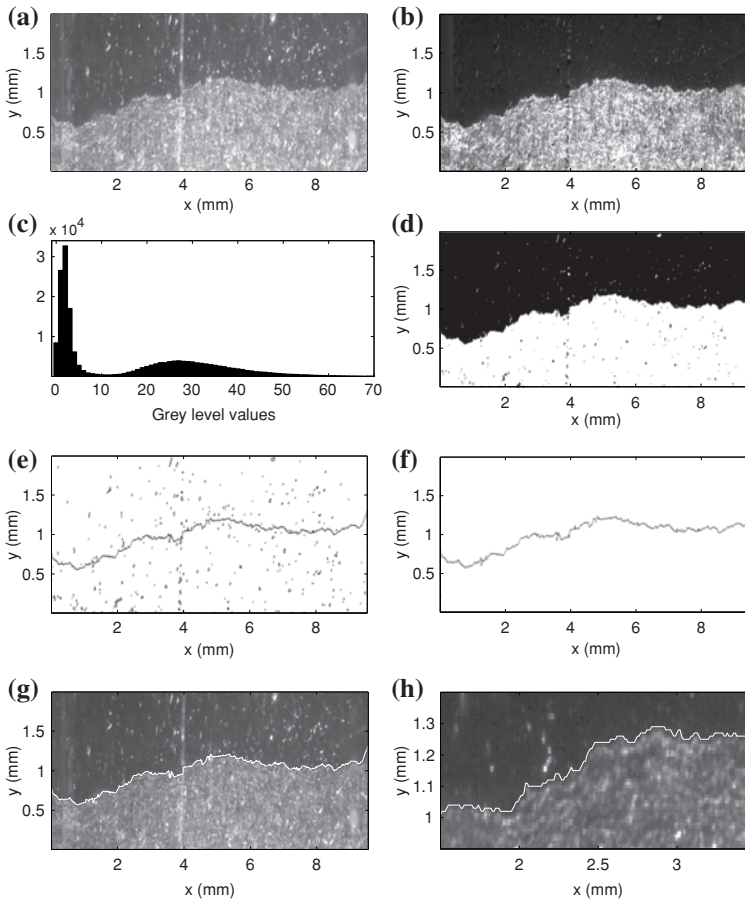 (a)
y (mm)
1.5
1
0.5
2 4 6 8
x (mm)
(b)
y (mm)
1.5
1
0.5
2 4 6 8
x (mm)
(c)
x 10^4
3
2
1
0 10 20 30 40 50 60 70
Grey level values
(d)
y (mm)
1.5
1
0.5
2 4 6 8
x (mm)
(e)
y (mm)
1.5
1
0.5
2 4 6 8
x (mm)
(f)
y (mm)
1.5
1
0.5
2 4 6 8
x (mm)
(g)
y (mm)
1.5
1
0.5
2 4 6 8
x (mm)
(h)
y (mm)
1.3
1.2
1.1
1
2 2.5 3
x (mm)